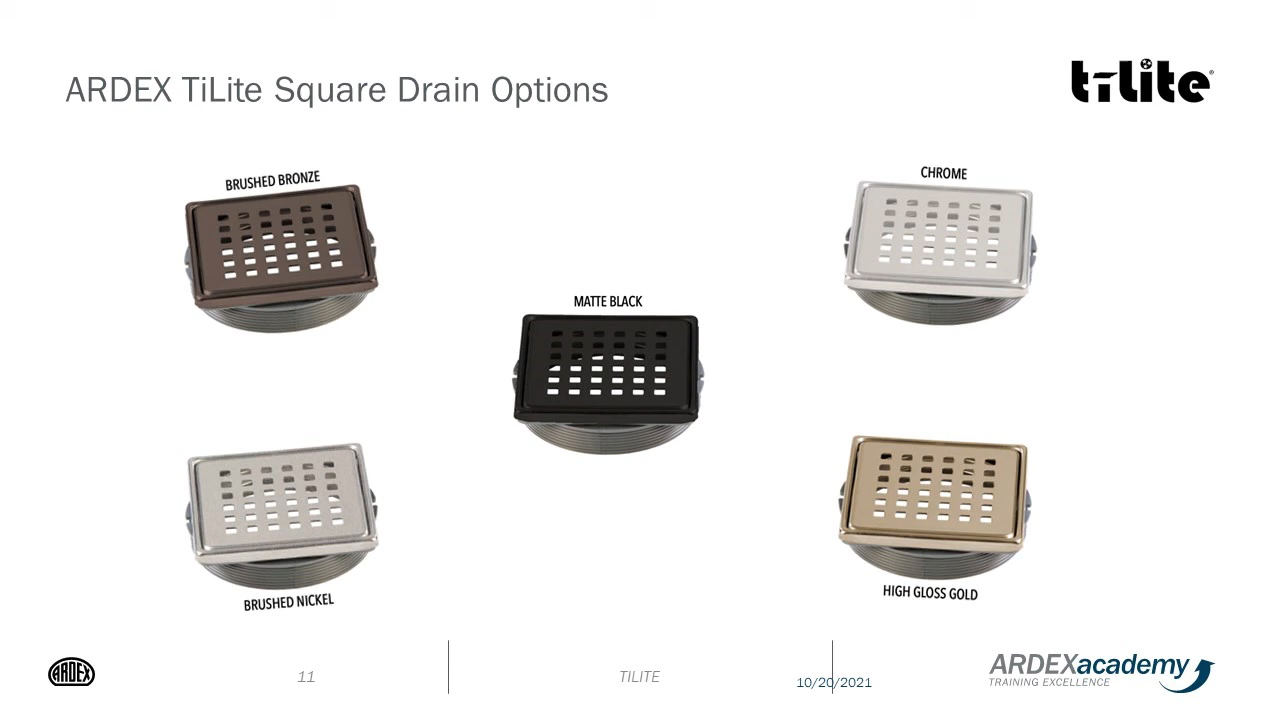 ARDEX TiLite Square Drain Options
tiLite®
BRUSHED BRONZE
CHROME
MATTE BLACK
BRUSHED NICKEL
HIGH GLOSS GOLD
ARDEX
11
TILITE
10/20/2021
ARDEXacademy
TRAINING EXCELLENCE